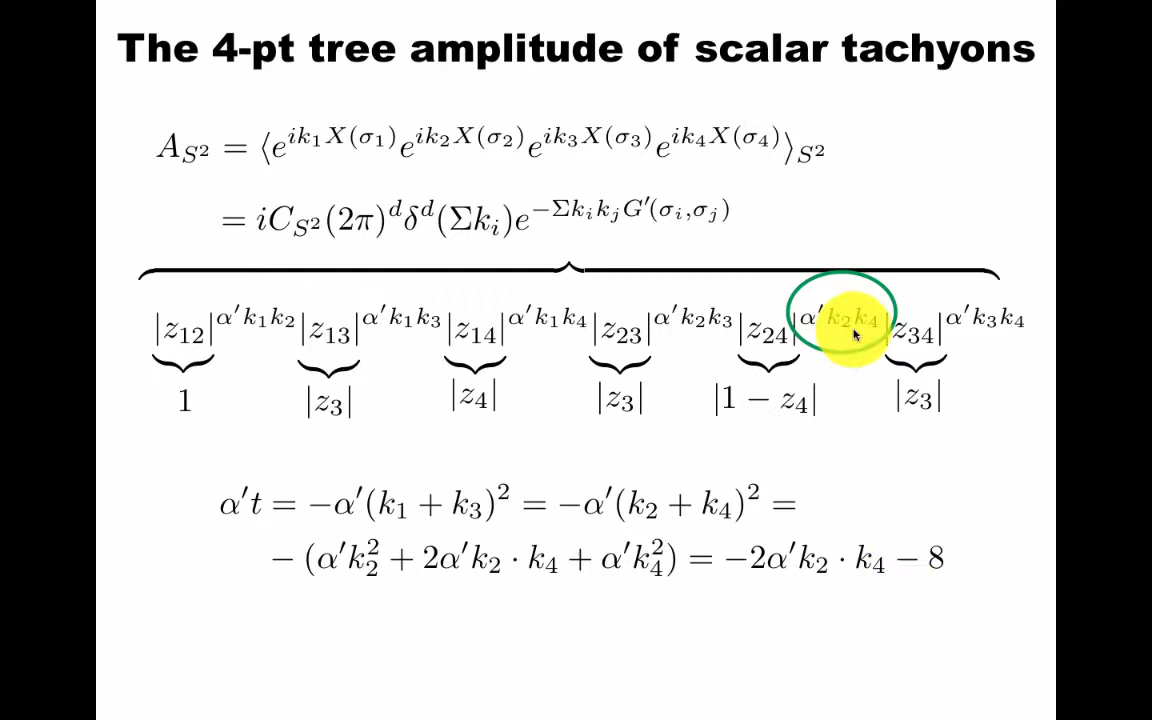 The 4-pt tree amplitude of scalar tachyons
A_{S^2} = ⟨e^{ik_1X(σ_1)}e^{ik_2X(σ_2)}e^{ik_3X(σ_3)}e^{ik_4X(σ_4)}⟩_{S^2}
= iC_{S^2}(2π)^d δ^d(Σk_i)e^{−Σk_ik_jG′(σ_i,σ_j)}
|z_{12}|^{α′k_1k_2}|z_{13}|^{α′k_1k_3}|z_{14}|^{α′k_1k_4}|z_{23}|^{α′k_2k_3}|z_{24}|^{α′k_2k_4}|z_{34}|^{α′k_3k_4}
1 |z_3| |z_4| |z_3| |1 − z_4| |z_3|
α′t = −α′(k_1 + k_3)^2 = −α′(k_2 + k_4)^2 =
− (α′k_2^2 + 2α′k_2 · k_4 + α′k_4^2) = −2α′k_2 · k_4 − 8